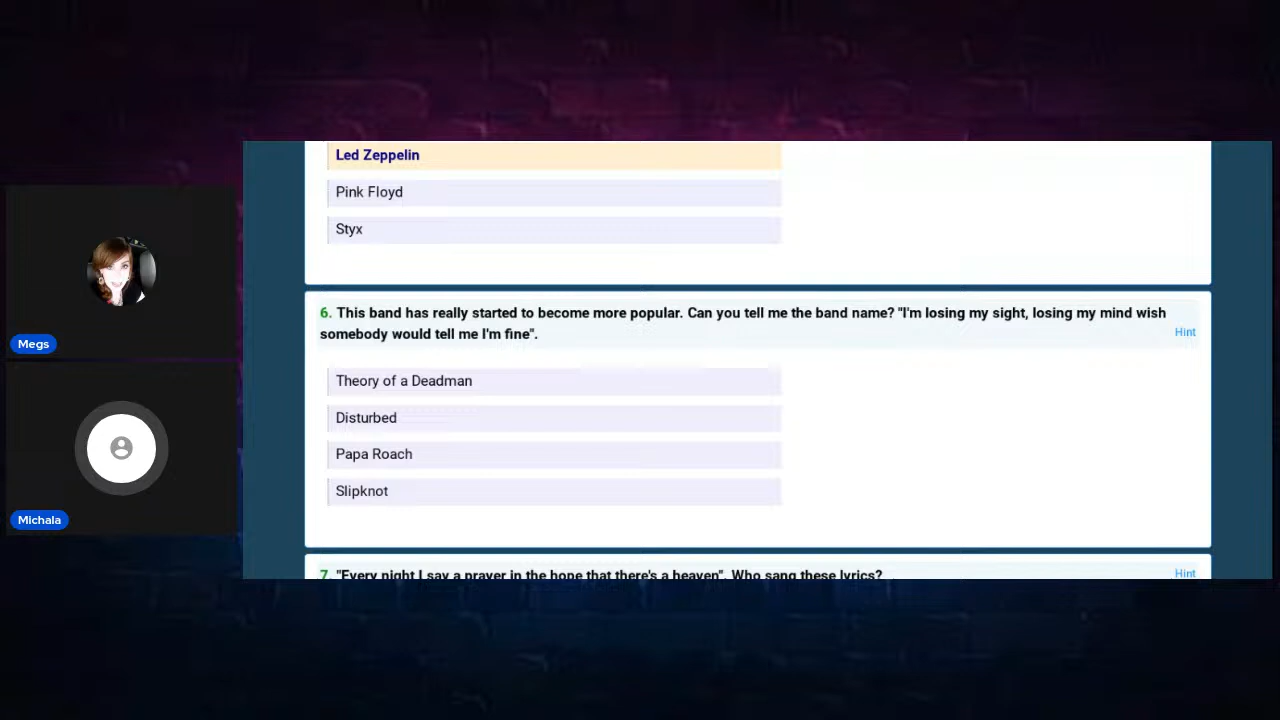 Led Zeppelin
Pink Floyd
Styx
6. This band has really started to become more popular. Can you tell me the band name? "I'm losing my sight, losing my mind wish
somebody would tell me I'm fine".
Hint
Theory of a Deadman
Disturbed
Papa Roach
Slipknot
7. "Every night I say a prayer in the hope that there's a heaven". Who sang these lyrics?
Hint
Megs
Michala